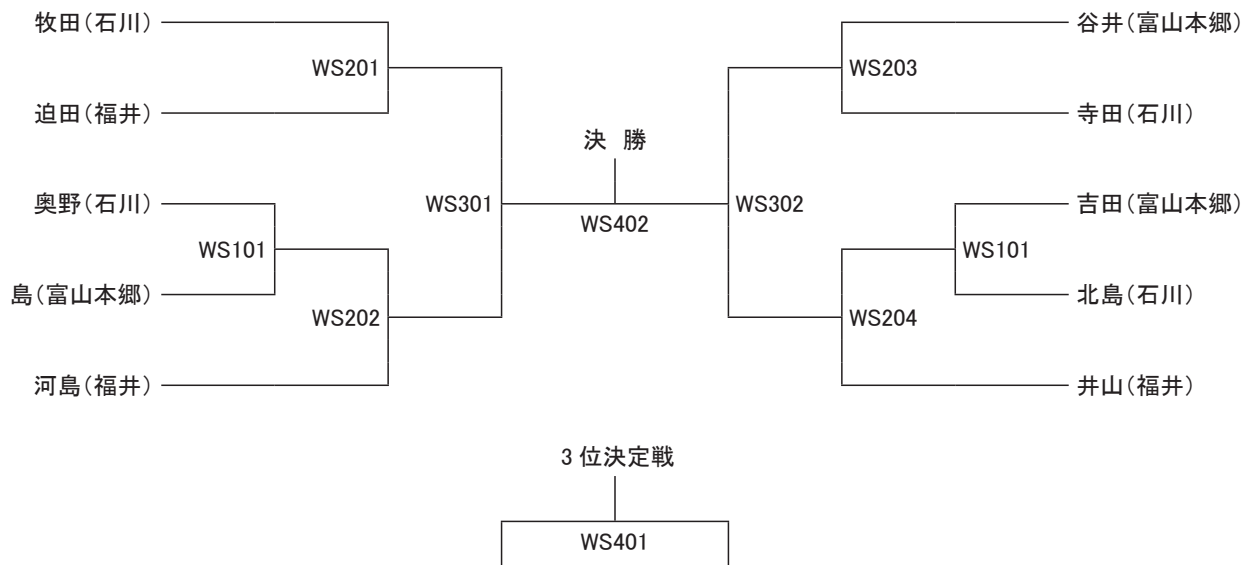 牧田(石川)
WS201
迫田(福井)
奥野(石川)
WS101
島(富山本郷)
WS202
河島(福井)
WS301
決 勝
WS402
WS302
谷井(富山本郷)
WS203
寺田(石川)
吉田(富山本郷)
WS101
北島(石川)
WS204
井山(福井)
3 位決定戦
WS401